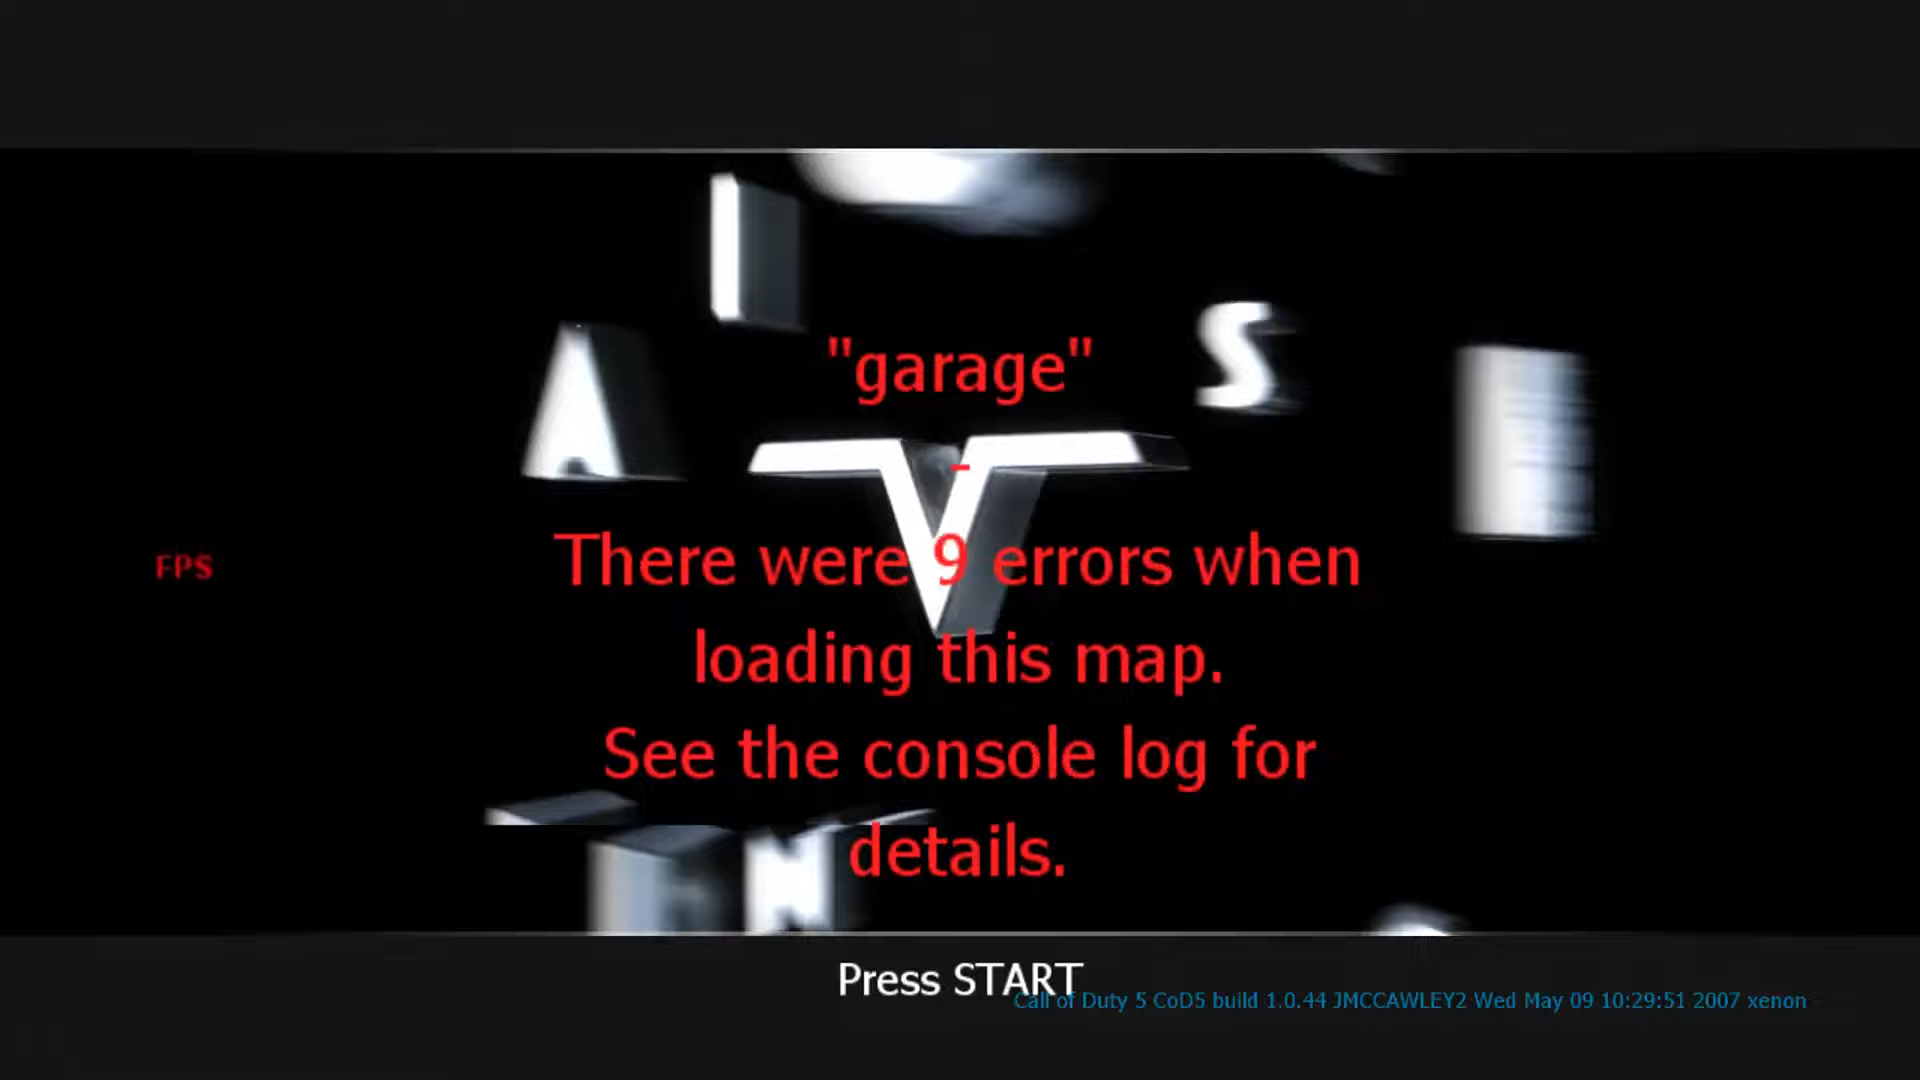 I
A
S
"garage"
-
V
FPS
There were 9 errors when
loading this map.
See the console log for
details.
N
Press START
Call of Duty 5 CoD5 build 1.0.44 JMCCAWLEY2 Wed May 09 10:29:51 2007 xenon